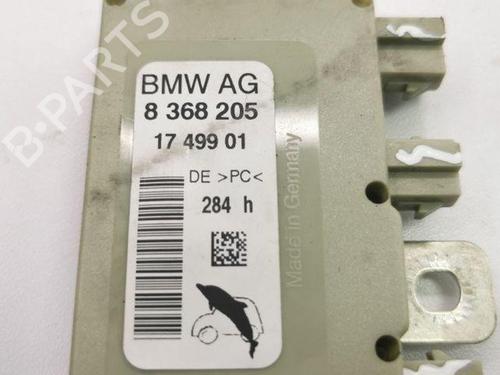 B-PARTS
BMW AG
8 368 205
17 499 01
DE >PC<
284 h
Made in Germany